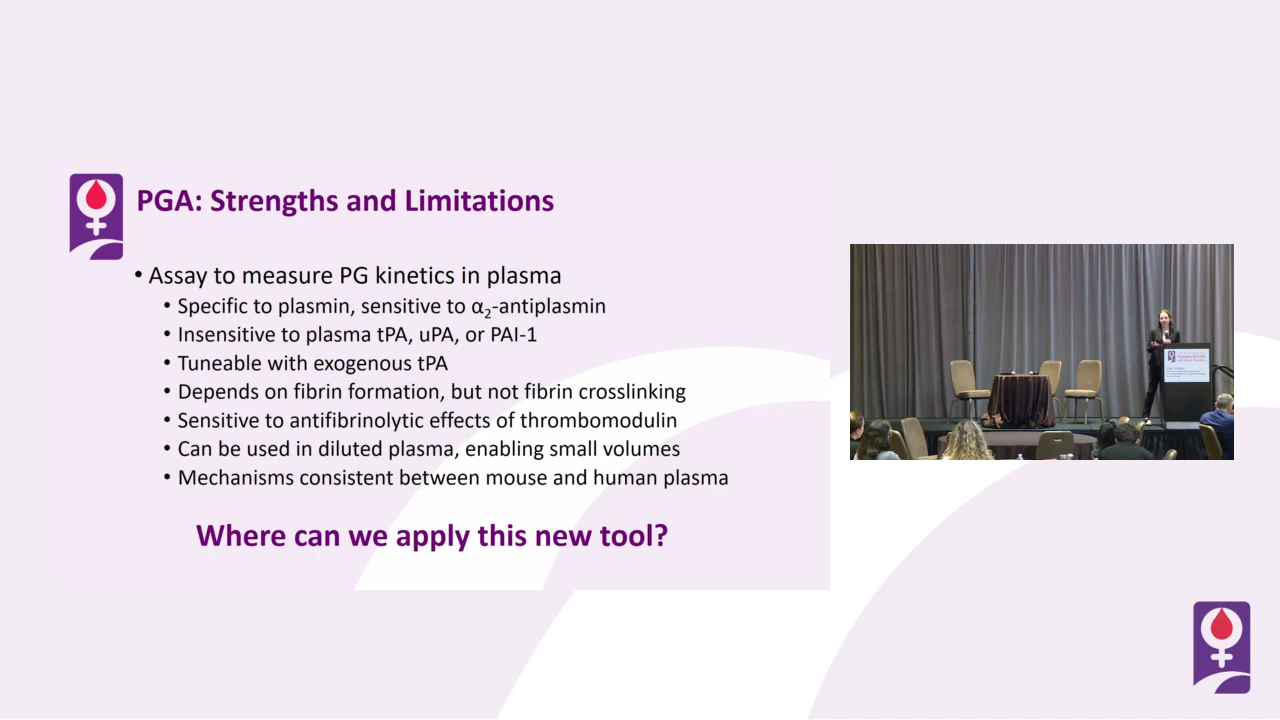 PGA: Strengths and Limitations
• Assay to measure PG kinetics in plasma
• Specific to plasmin, sensitive to α₂-antiplasmin
• Insensitive to plasma tPA, uPA, or PAI-1
• Tuneable with exogenous tPA
• Depends on fibrin formation, but not fibrin crosslinking
• Sensitive to antifibrinolytic effects of thrombomodulin
• Can be used in diluted plasma, enabling small volumes
• Mechanisms consistent between mouse and human plasma
Where can we apply this new tool?